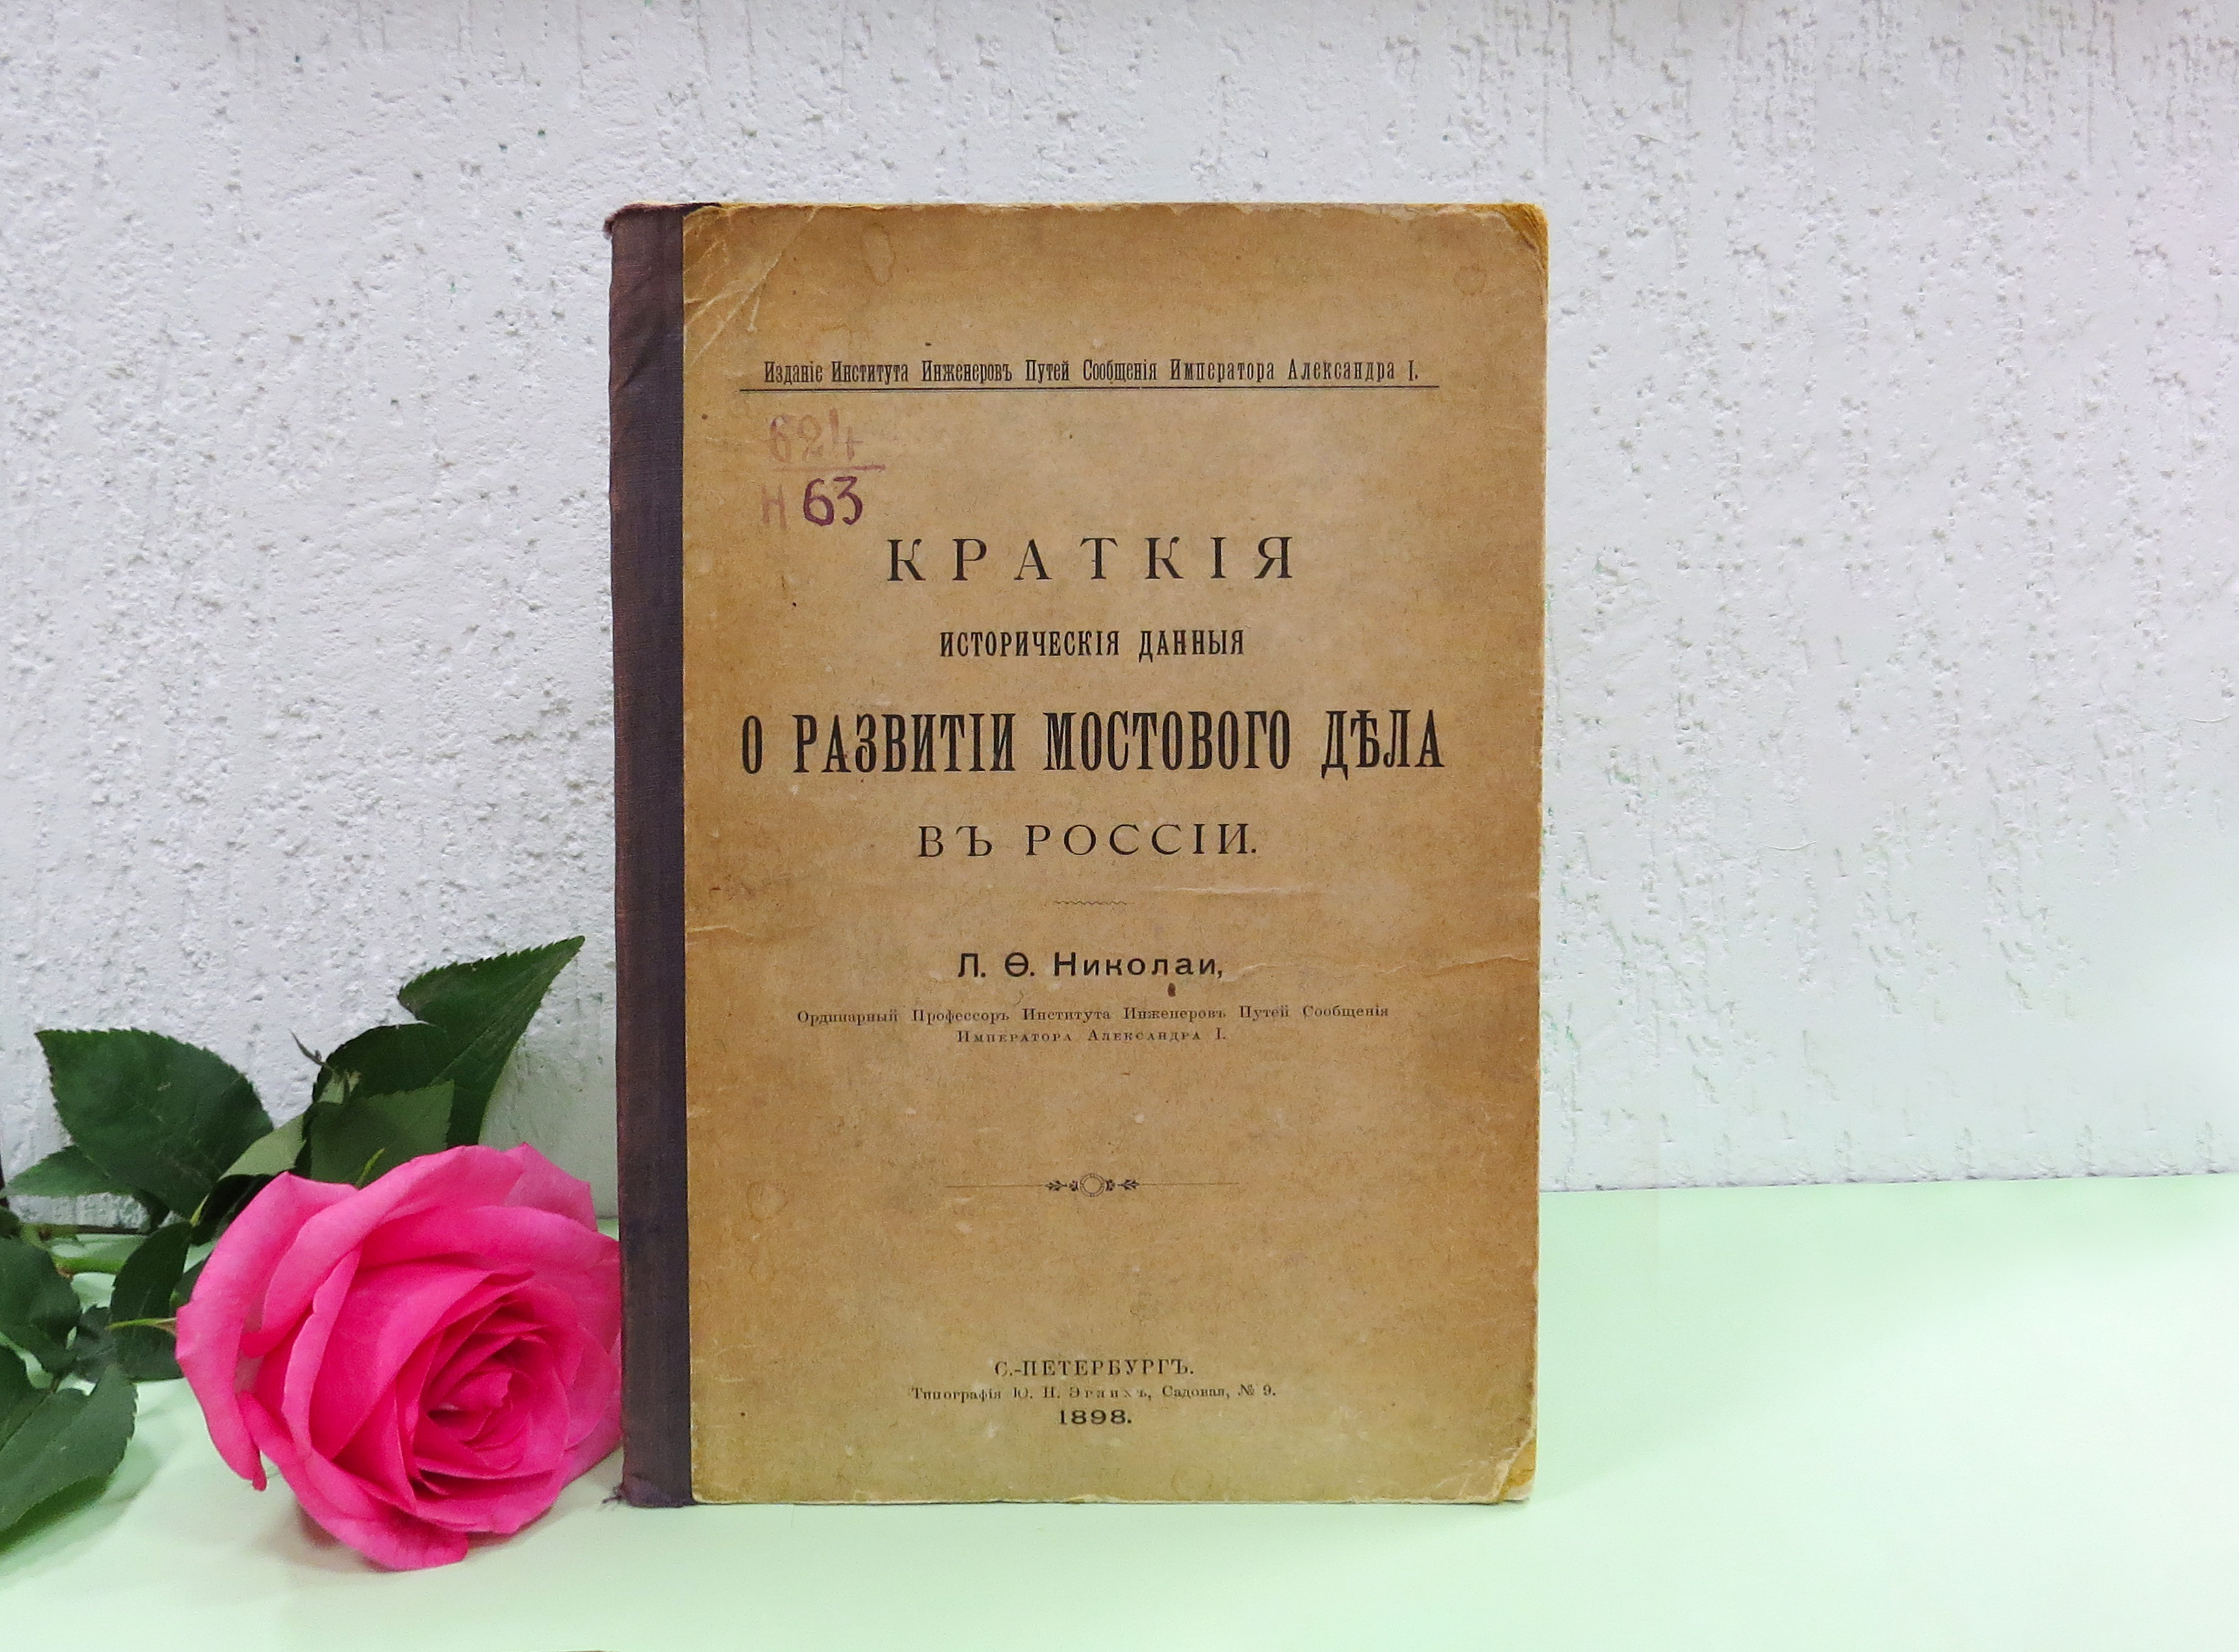 Изданіе Института Инженеровъ Путей Сообщенія Императора Александра I.
624
Н 63
КРАТКІЯ
ИСТОРИЧЕСКІЯ ДАННЫЯ
О РАЗВИТІИ МОСТОВОГО ДѢЛА
ВЪ РОССІИ.
Л. Ѳ. Николаи,
Ординарный Профессоръ Института Инженеровъ Путей Сообщенія
Императора Александра I.
С.-ПЕТЕРБУРГЪ.
Типографія Ю. Н. Эрлихъ, Садовая, № 9.
1898.